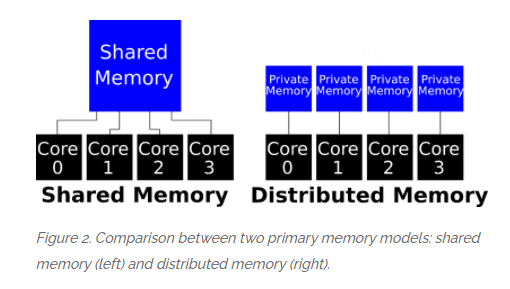 Shared
Memory
Core
0
Core
1
Core
2
Core
3
Shared Memory
Private
Memory
Private
Memory
Private
Memory
Private
Memory
Core
0
Core
1
Core
2
Core
3
Distributed Memory
Figure 2. Comparison between two primary memory models: shared
memory (left) and distributed memory (right).